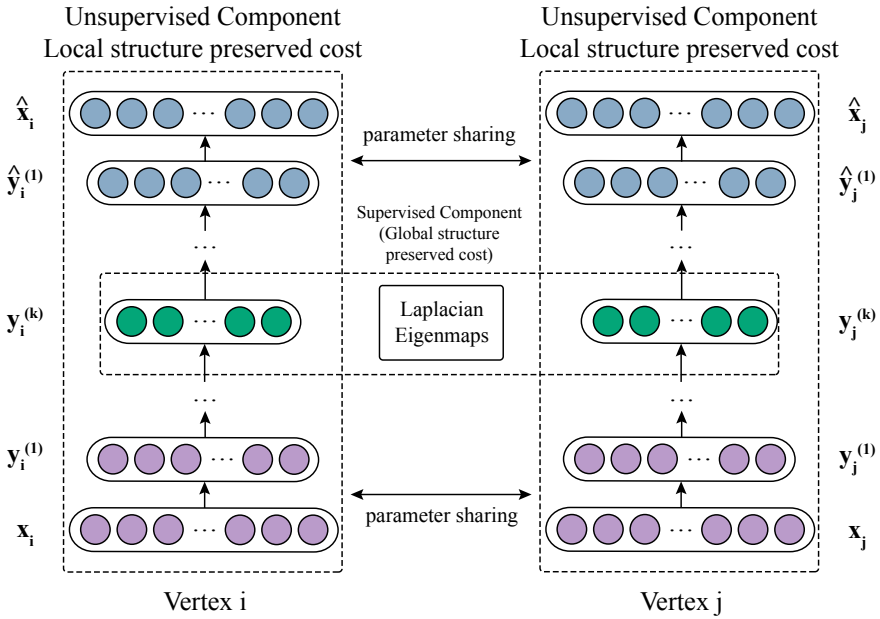 Unsupervised Component
Local structure preserved cost
Unsupervised Component
Local structure preserved cost
x̂ᵢ
...
x̂ⱼ
parameter sharing
ŷᵢ⁽¹⁾
...
ŷⱼ⁽¹⁾
...
Supervised Component
(Global structure
preserved cost)
...
yᵢ⁽ᵏ⁾
...
Laplacian
Eigenmaps
...
yⱼ⁽ᵏ⁾
...
...
yᵢ⁽¹⁾
...
yⱼ⁽¹⁾
parameter sharing
xᵢ
...
xⱼ
Vertex i
Vertex j